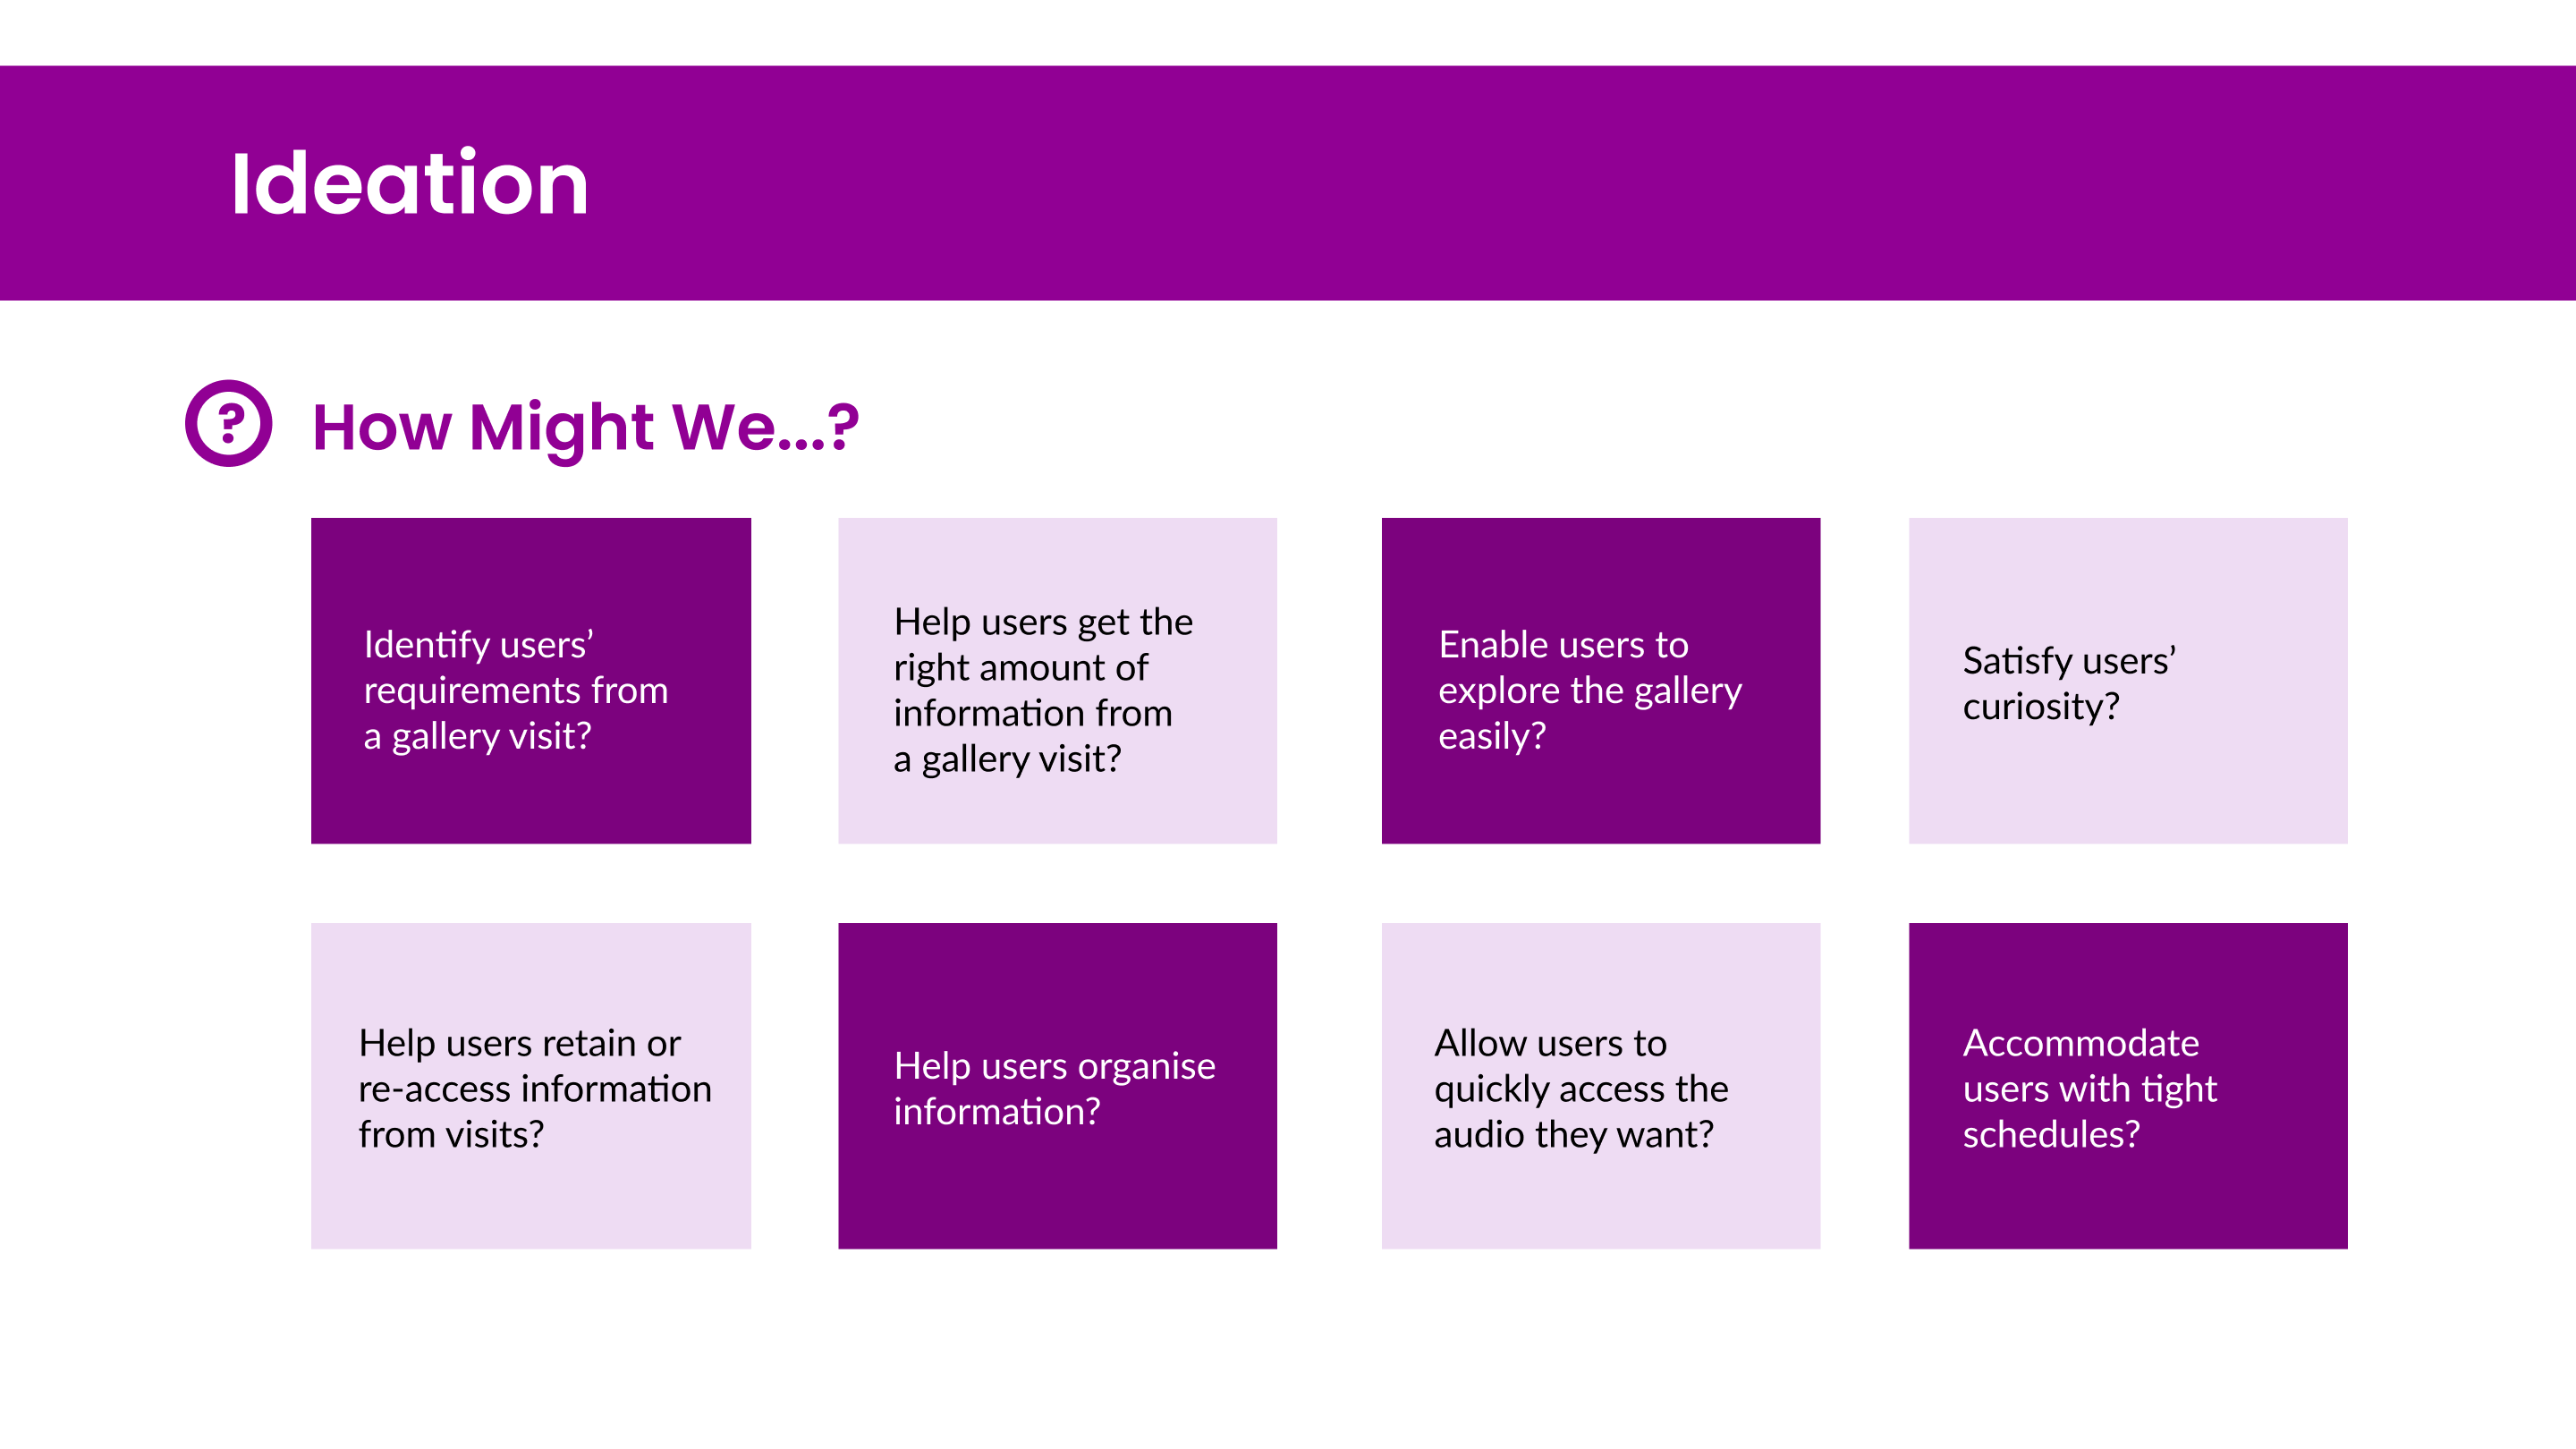 Ideation
?
How Might We...?
Identify users’
requirements from
a gallery visit?
Help users get the
right amount of
information from
a gallery visit?
Enable users to
explore the gallery
easily?
Satisfy users’
curiosity?
Help users retain or
re-access information
from visits?
Help users organise
information?
Allow users to
quickly access the
audio they want?
Accommodate
users with tight
schedules?